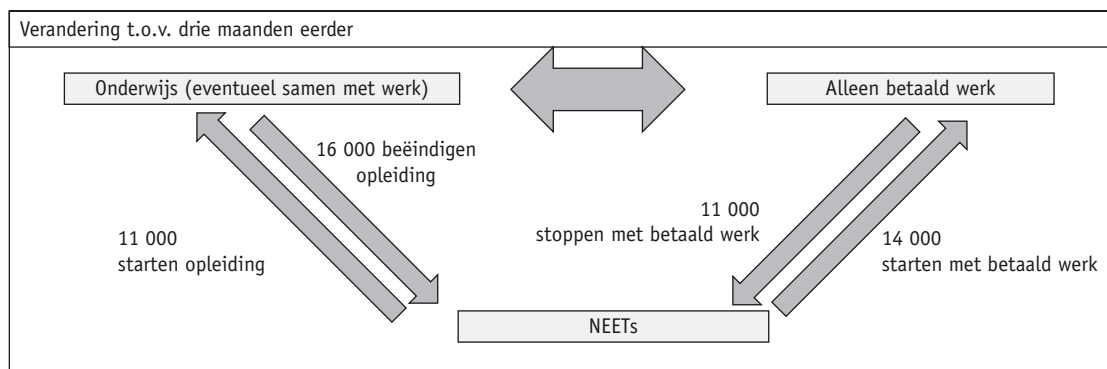 Verandering t.o.v. drie maanden eerder
Onderwijs (eventueel samen met werk)
Alleen betaald werk
16 000 beëindigen
opleiding
11 000
starten opleiding
11 000
stoppen met betaald werk
14 000
starten met betaald werk
NEETs